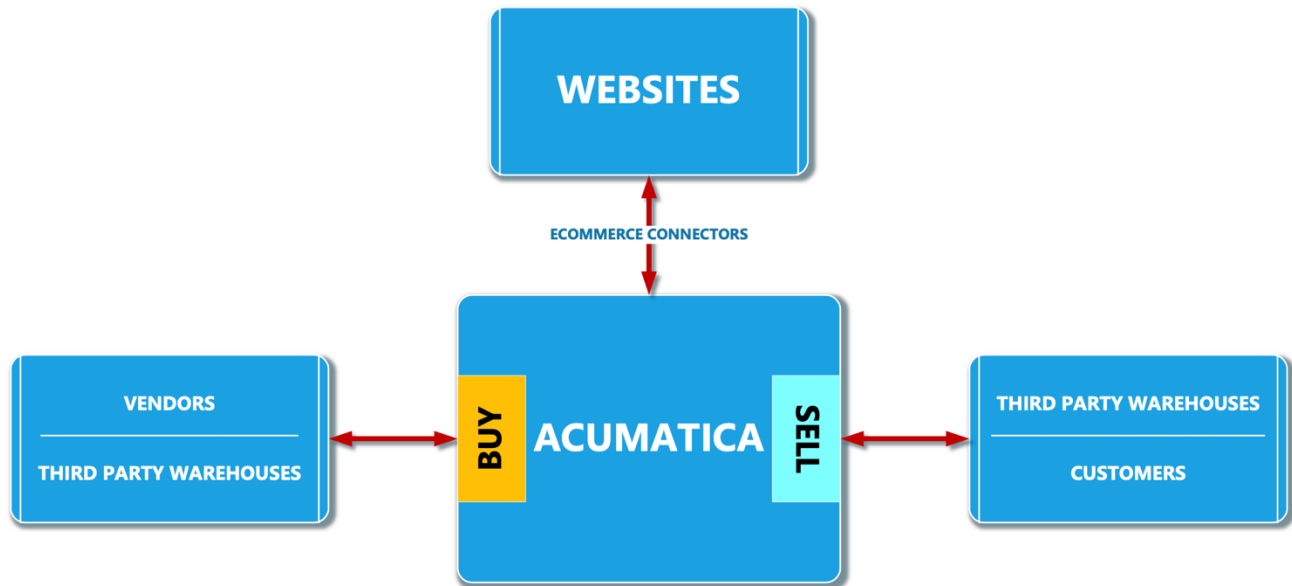 WEBSITES
ECOMMERCE CONNECTORS
VENDORS
THIRD PARTY WAREHOUSES
BUY
ACUMATICA
SELL
THIRD PARTY WAREHOUSES
CUSTOMERS